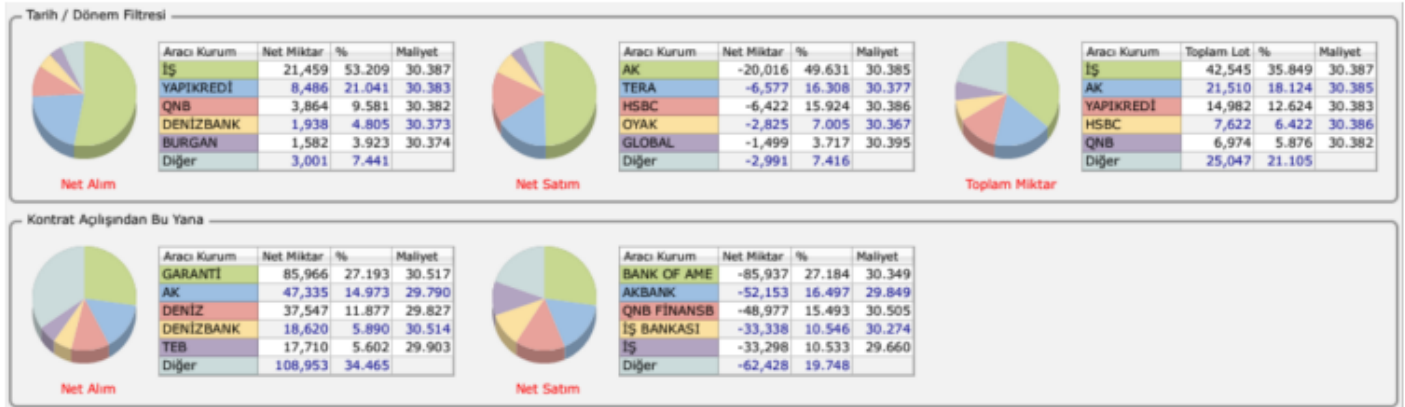 Tarih / Dönem Filtresi
Aracı Kurum Net Miktar % Maliyet
İŞ 21,459 53.209 30.387
YAPIKREDİ 8,486 21.041 30.383
QNB 3,864 9.581 30.382
DENİZBANK 1,938 4.805 30.373
BURGAN 1,582 3.923 30.374
Diğer 3,001 7.441
Net Alım
Aracı Kurum Net Miktar % Maliyet
AK -20,016 49.631 30.385
TERA -6,577 16.308 30.377
HSBC -6,422 15.924 30.386
OYAK -2,825 7.005 30.367
GLOBAL -1,499 3.717 30.395
Diğer -2,991 7.416
Net Satım
Aracı Kurum Toplam Lot % Maliyet
İŞ 42,545 35.849 30.387
AK 21,510 18.124 30.385
YAPIKREDİ 14,982 12.624 30.383
HSBC 7,622 6.422 30.386
QNB 6,974 5.876 30.382
Diğer 25,047 21.105
Toplam Miktar
Kontrat Açılışından Bu Yana
Aracı Kurum Net Miktar % Maliyet
GARANTİ 85,966 27.193 30.517
AK 47,335 14.973 29.790
DENİZ 37,547 11.877 29.827
DENİZBANK 18,620 5.890 30.514
TEB 17,710 5.602 29.903
Diğer 108,953 34.465
Net Alım
Aracı Kurum Net Miktar % Maliyet
BANK OF AME -85,937 27.184 30.349
AKBANK -52,153 16.497 29.849
QNB FİNANSB -48,977 15.493 30.505
İŞ BANKASI -33,338 10.546 30.274
İŞ -33,298 10.533 29.660
Diğer -62,428 19.748
Net Satım